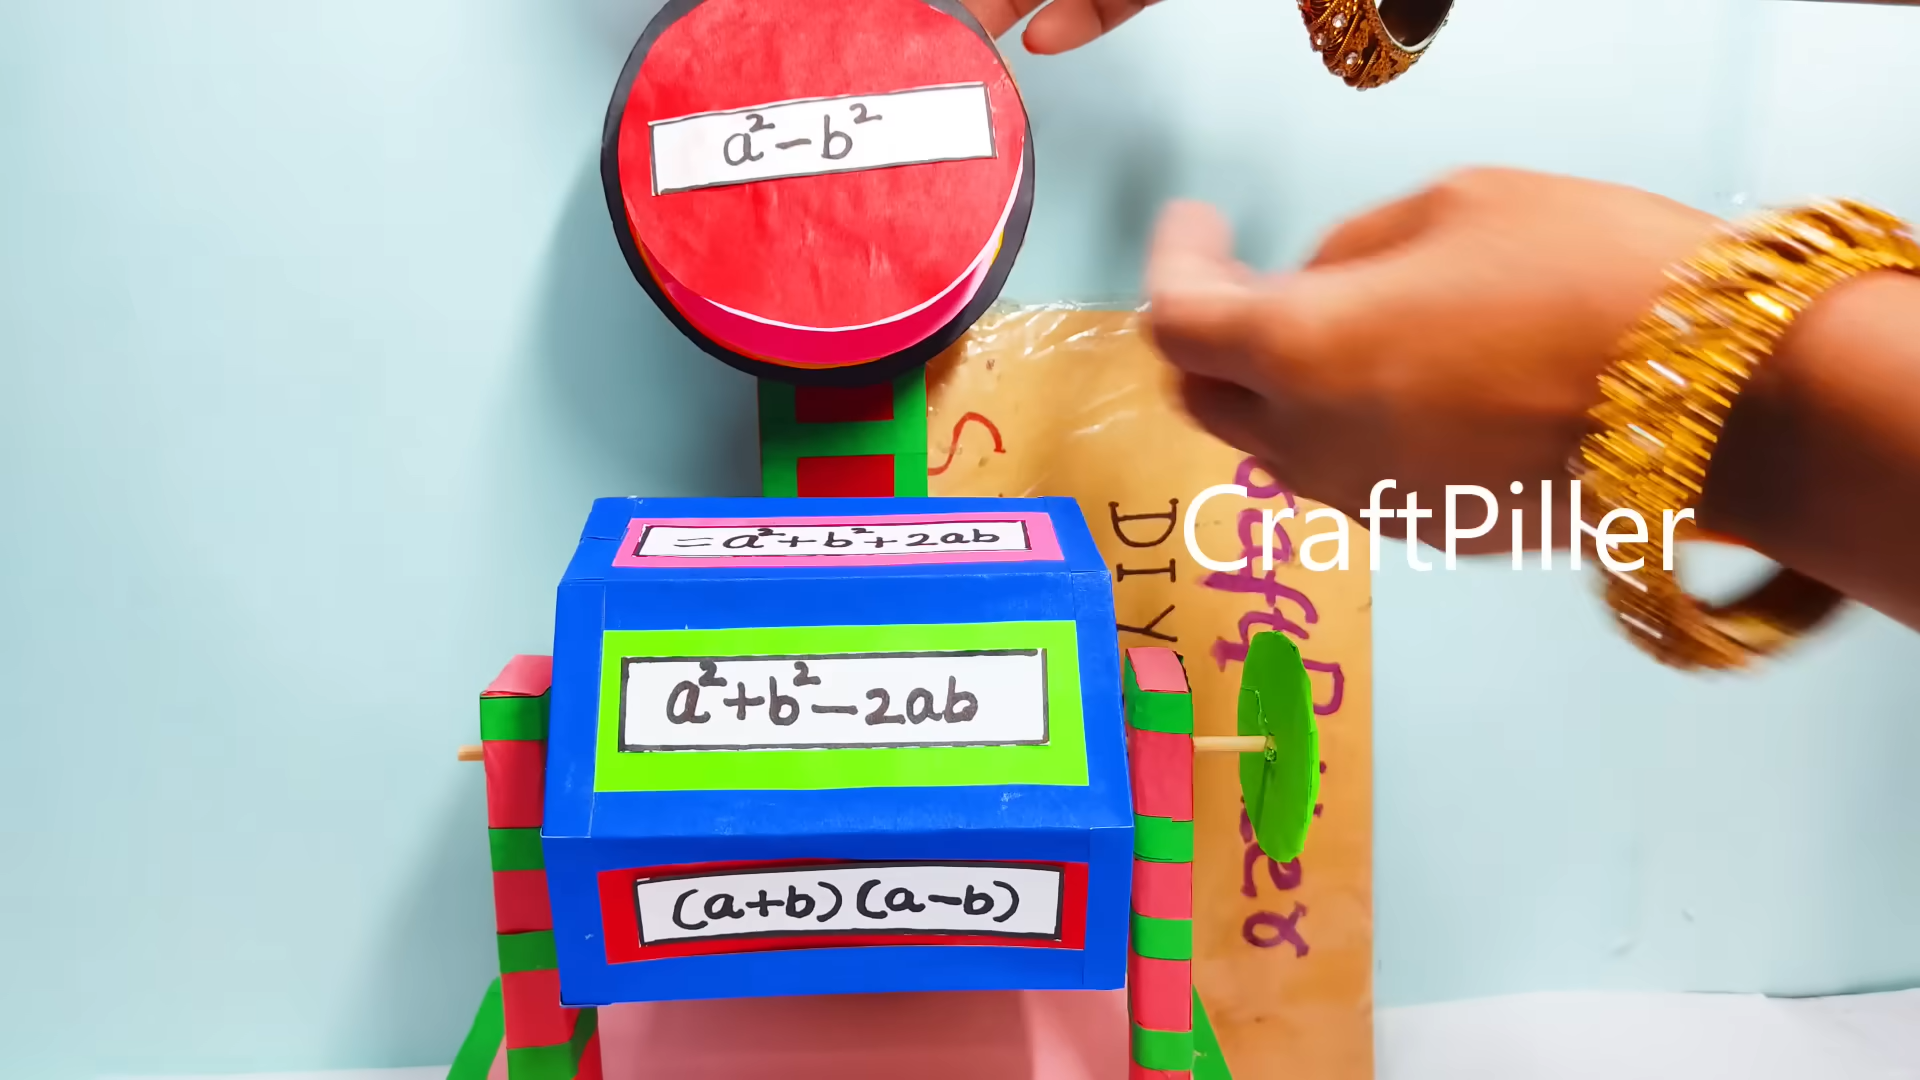 a²-b²
=a²+b²+2ab
a²+b²-2ab
(a+b)(a-b)
DIY
CraftPiller